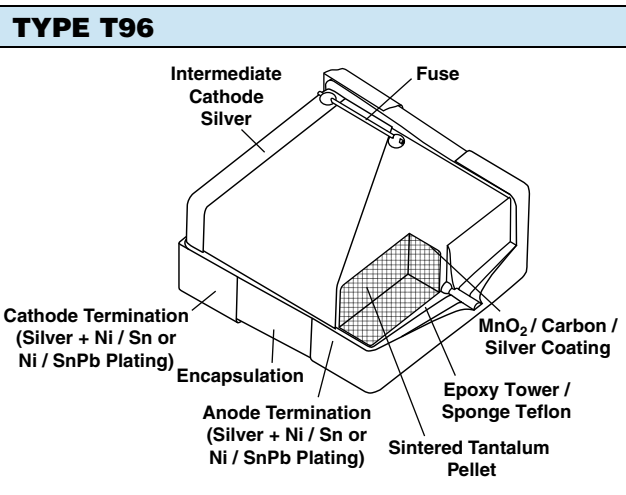 TYPE T96
Intermediate
Cathode
Silver
Fuse
Cathode Termination
(Silver + Ni / Sn or
Ni / SnPb Plating)
Encapsulation
Anode Termination
(Silver + Ni / Sn or
Ni / SnPb Plating)
MnO₂ / Carbon /
Silver Coating
Epoxy Tower /
Sponge Teflon
Sintered Tantalum
Pellet